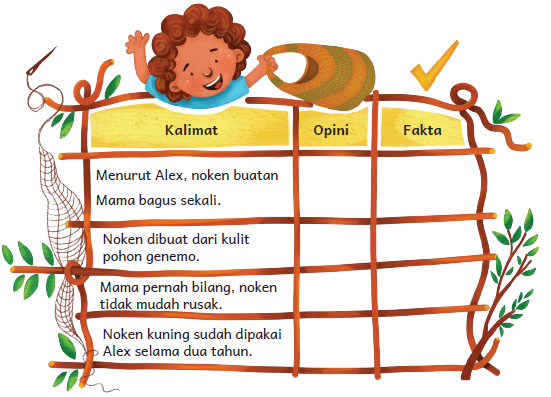 Kalimat
Opini
Fakta
Menurut Alex, noken buatan
Mama bagus sekali.
Noken dibuat dari kulit
pohon genemo.
Mama pernah bilang, noken
tidak mudah rusak.
Noken kuning sudah dipakai
Alex selama dua tahun.